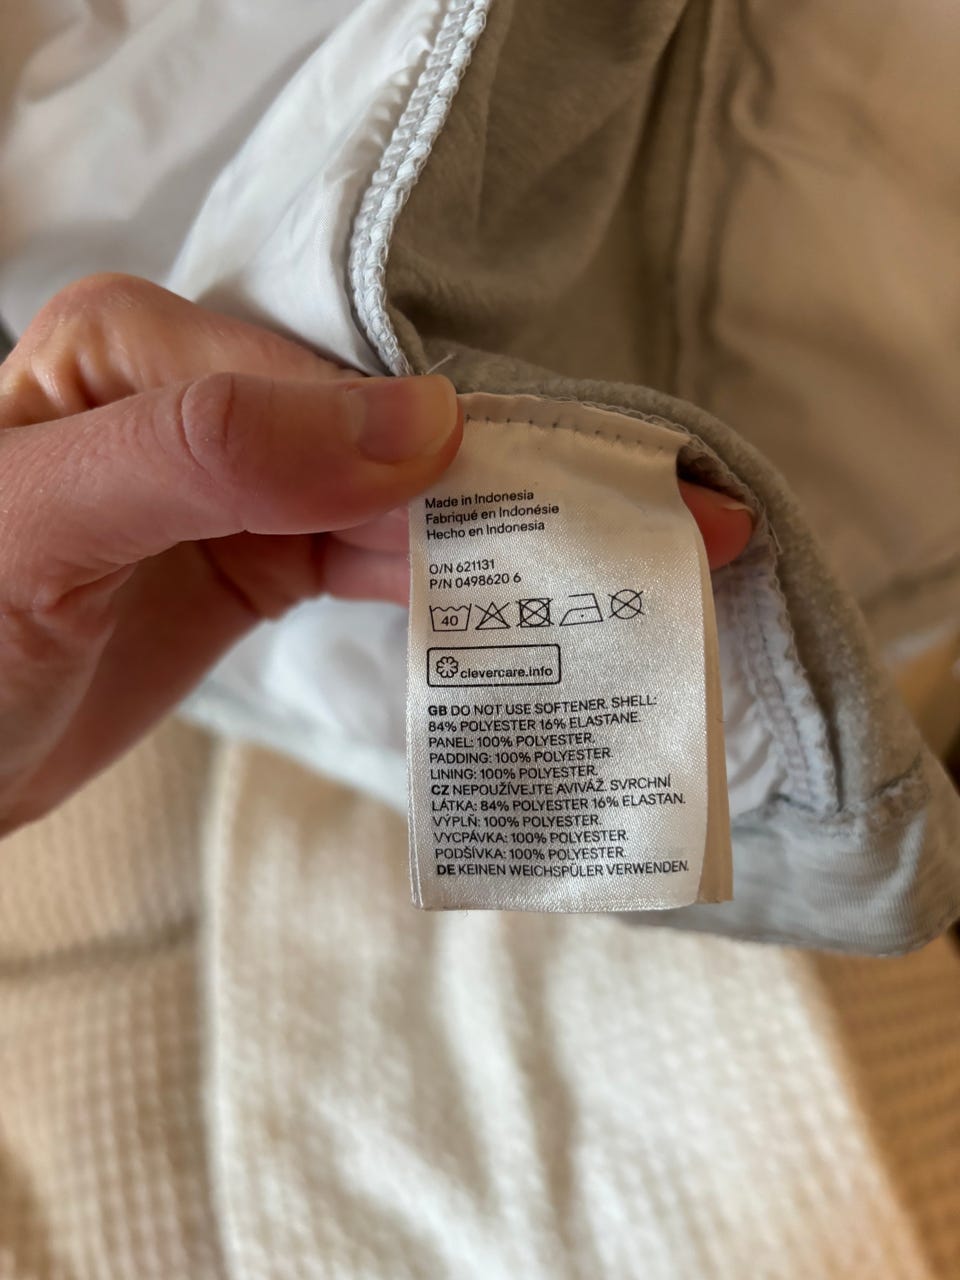 Made in Indonesia
Fabriqué en Indonésie
Hecho en Indonesia
O/N 621131
P/N 0498620 6
40
clevercare.info
GB DO NOT USE SOFTENER. SHELL:
84% POLYESTER 16% ELASTANE.
PANEL: 100% POLYESTER.
PADDING: 100% POLYESTER.
LINING: 100% POLYESTER.
CZ NEPOUŽÍVEJTE AVIVÁŽ. SVRCHNÍ
LÁTKA: 84% POLYESTER 16% ELASTAN.
VÝPLŇ: 100% POLYESTER.
VYCPÁVKA: 100% POLYESTER.
PODŠÍVKA: 100% POLYESTER.
DE KEINEN WEICHSPÜLER VERWENDEN.